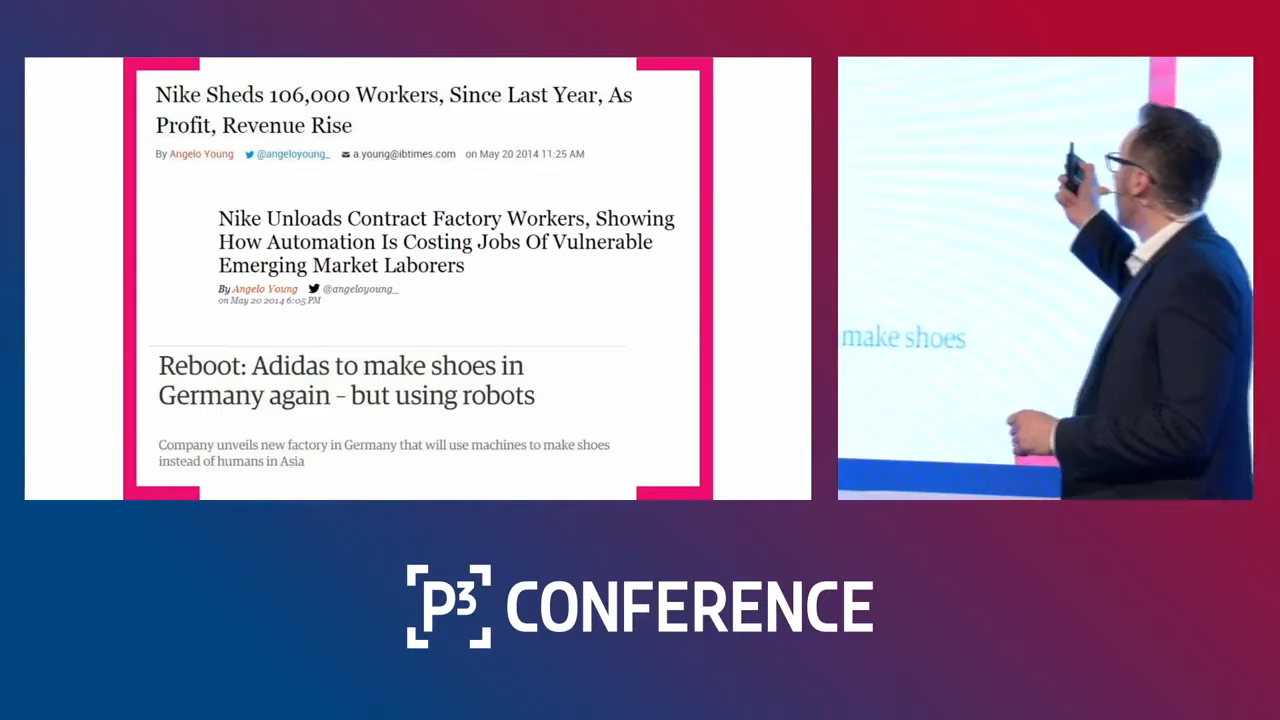 Nike Sheds 106,000 Workers, Since Last Year, As
Profit, Revenue Rise
By Angelo Young @angeloyoung_ a.young@ibtimes.com on May 20 2014 11:25 AM
Nike Unloads Contract Factory Workers, Showing
How Automation Is Costing Jobs Of Vulnerable
Emerging Market Laborers
By Angelo Young @angeloyoung_
on May 20 2014 6:05 PM
Reboot: Adidas to make shoes in
Germany again – but using robots
Company unveils new factory in Germany that will use machines to make shoes
instead of humans in Asia
make shoes
[P³] CONFERENCE